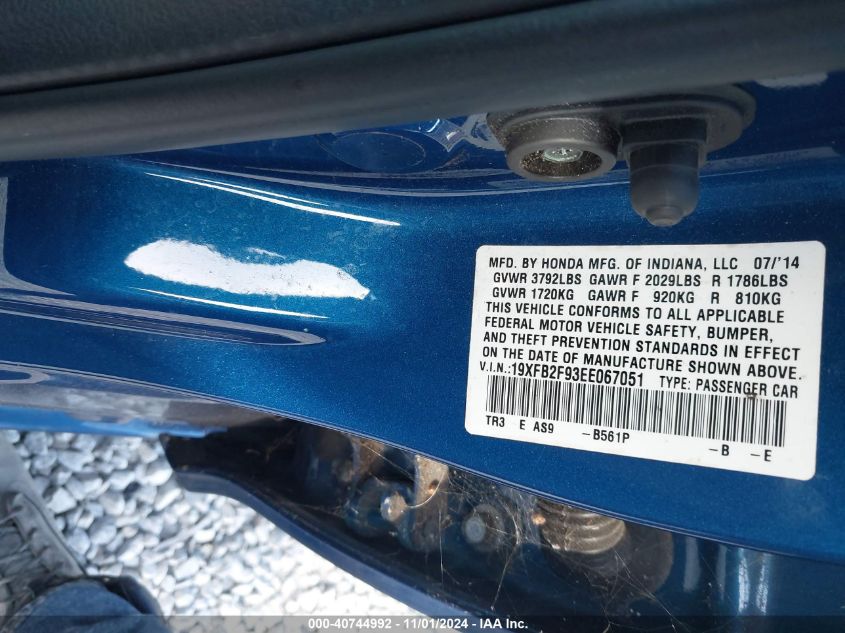 MFD. BY HONDA MFG. OF INDIANA, LLC 07/'14
GVWR 3792LBS GAWR F 2029LBS R 1786LBS
GVWR 1720KG GAWR F 920KG R 810KG
THIS VEHICLE CONFORMS TO ALL APPLICABLE
FEDERAL MOTOR VEHICLE SAFETY, BUMPER,
AND THEFT PREVENTION STANDARDS IN EFFECT
ON THE DATE OF MANUFACTURE SHOWN ABOVE.
V.I.N.:19XFB2F93EE067051 TYPE: PASSENGER CAR
TR3 E AS9 -B561P -B -E
000-40744992 - 11/01/2024 - IAA Inc.